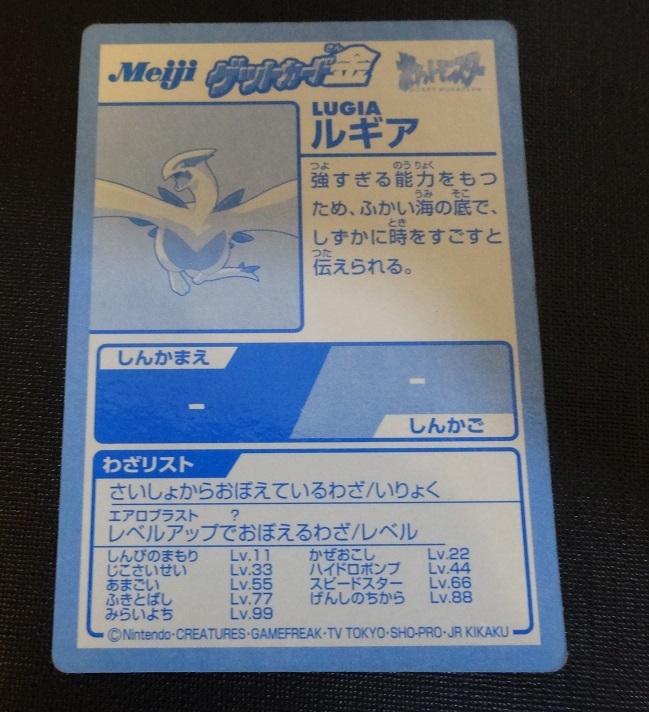 Meiji ゲットカード金
きん
ポケットモンスター
POCKET MONSTERS
LUGIA
ルギア
つよ のうりょく
強すぎる能力をもつ
うみ そこ
ため、ふかい海の底で、
とき
しずかに時をすごすと
つた
伝えられる。
しんかまえ
-
-
しんかご
わざリスト
さいしょからおぼえているわざ/いりょく
エアロブラスト ?
レベルアップでおぼえるわざ/レベル
しんぴのまもり Lv.11 かぜおこし Lv.22
じこさいせい Lv.33 ハイドロポンプ Lv.44
あまごい Lv.55 スピードスター Lv.66
ふきとばし Lv.77 げんしのちから Lv.88
みらいよち Lv.99
©Nintendo・CREATURES・GAMEFREAK・TV TOKYO・SHO-PRO・JR KIKAKU